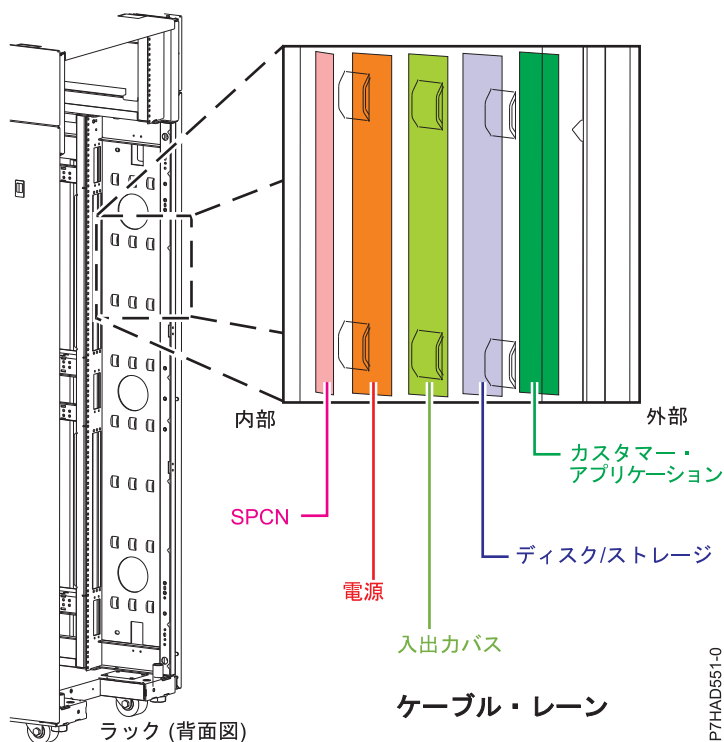 内部
外部
カスタマー・
アプリケーション
SPCN
ディスク/ストレージ
電源
入出力バス
ケーブル・レーン
ラック (背面図)
P7HAD551-0